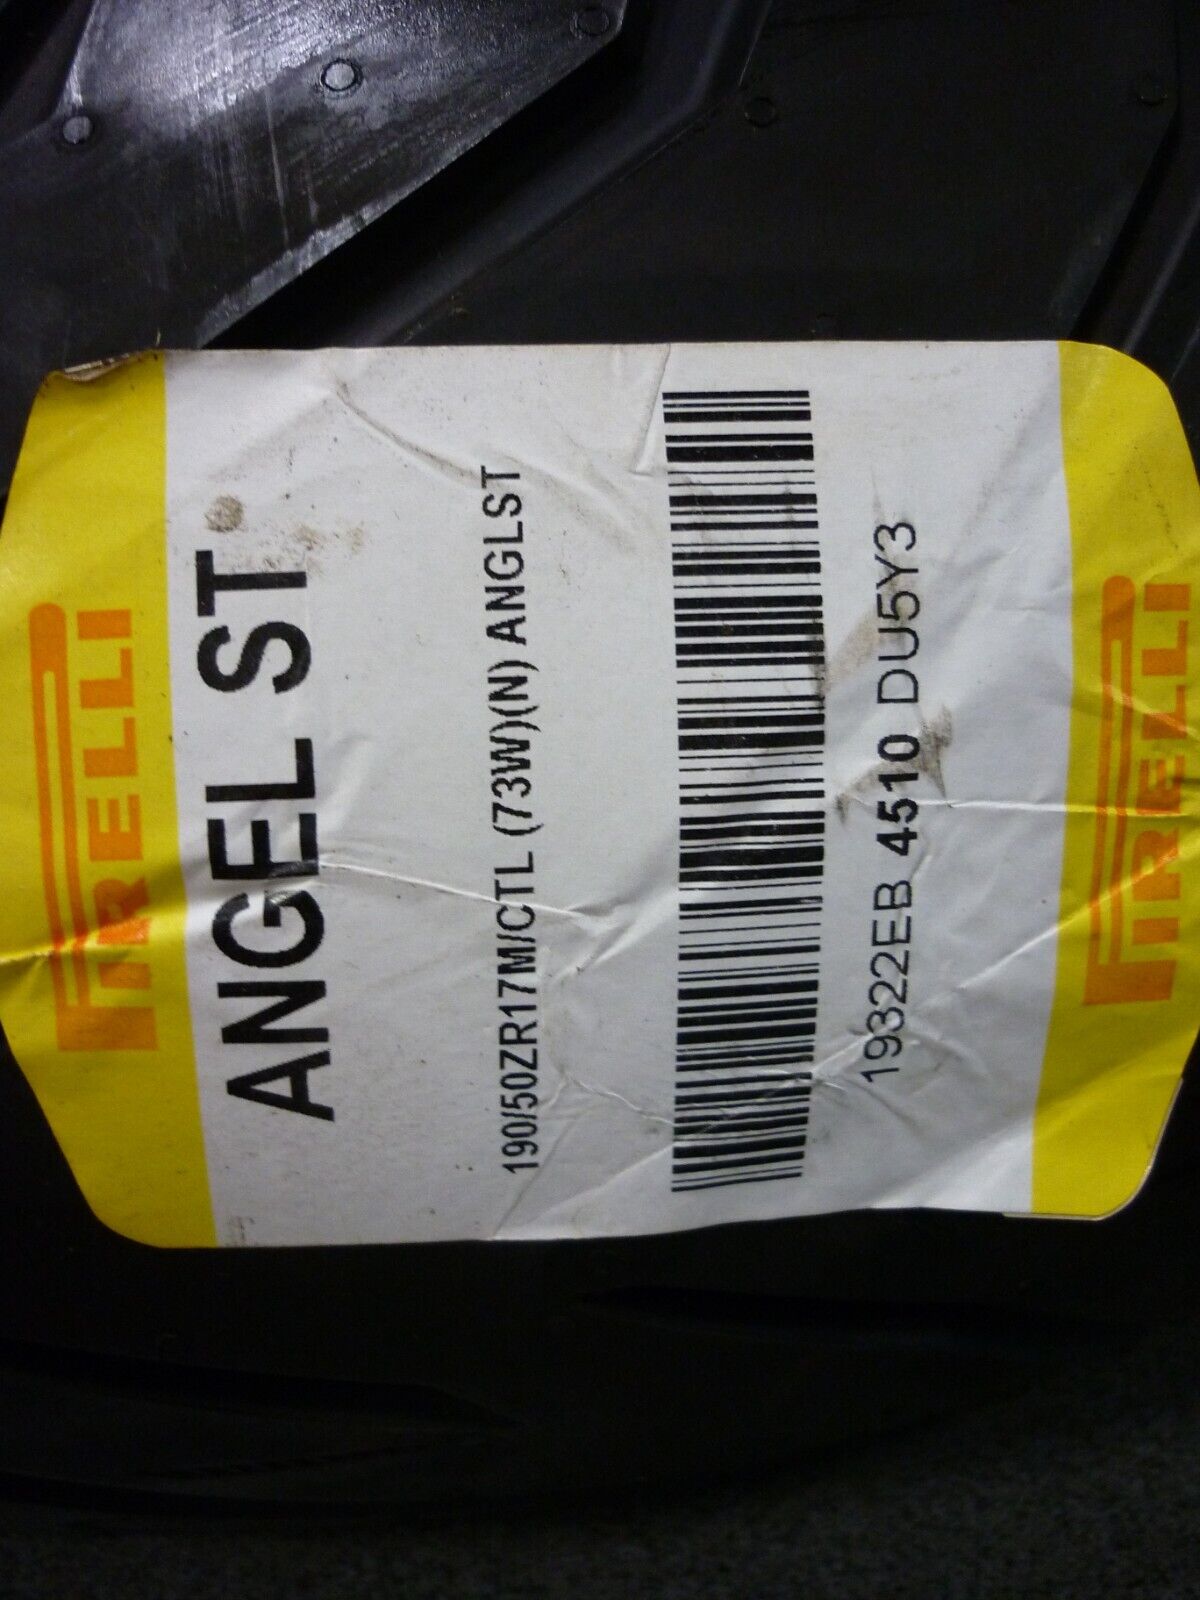 PIRELLI
ANGEL ST
190/50ZR17M/CTL (73W)(N) ANGLST
19322EB 4510 DU5Y3
PIRELLI